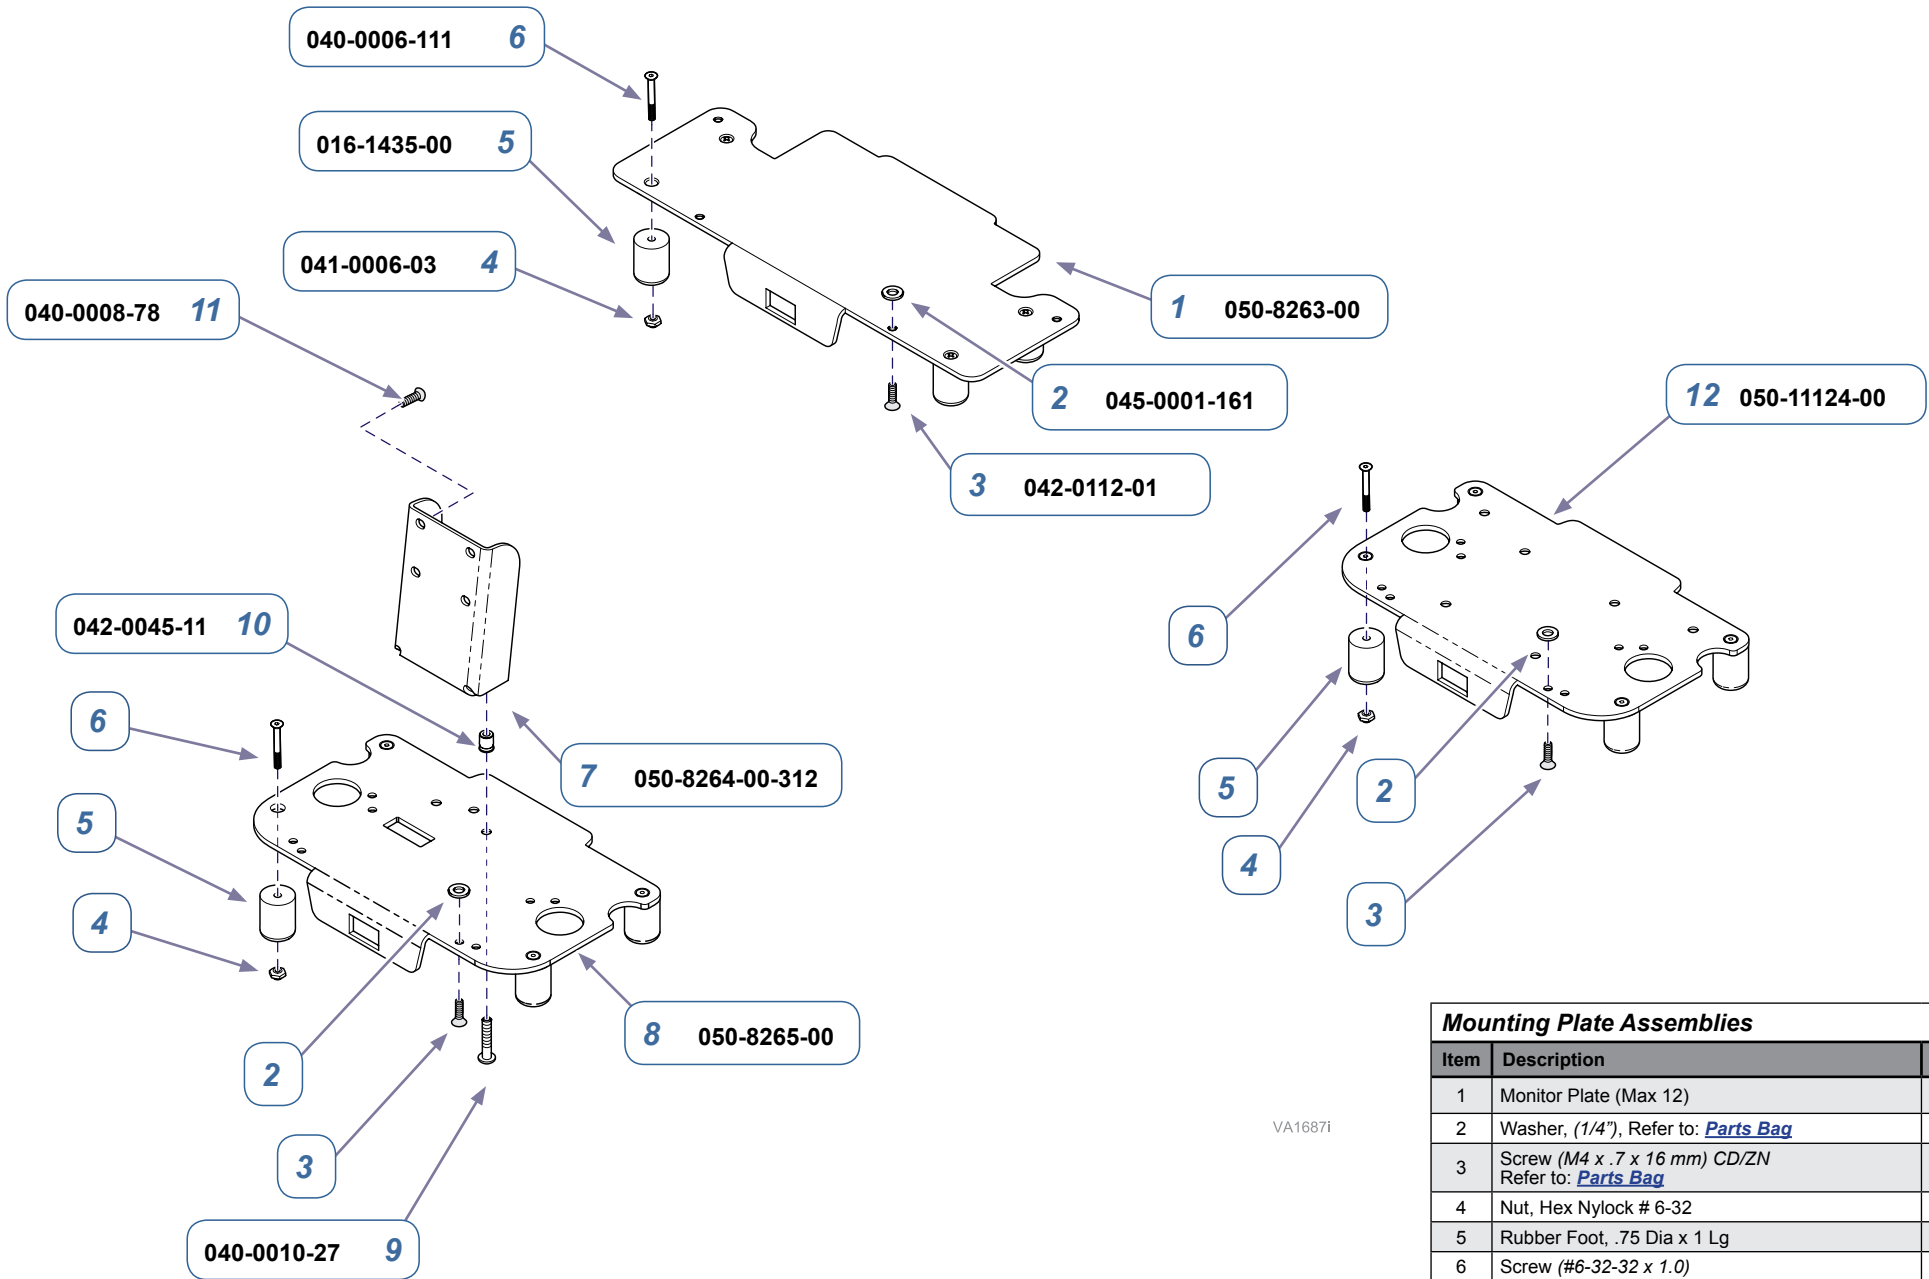 040-0006-111 6
016-1435-00 5
041-0006-03 4
040-0008-78 11
1 050-8263-00
2 045-0001-161
3 042-0112-01
12 050-11124-00
042-0045-11 10
6
5
4
7 050-8264-00-312
8 050-8265-00
2
3
040-0010-27 9
6
5
4
2
3
VA1687i
Mounting Plate Assemblies
Item Description
1 Monitor Plate (Max 12)
2 Washer, (1/4”), Refer to: Parts Bag
3 Screw (M4 x .7 x 16 mm) CD/ZN
Refer to: Parts Bag
4 Nut, Hex Nylock # 6-32
5 Rubber Foot, .75 Dia x 1 Lg
6 Screw (#6-32-32 x 1.0)